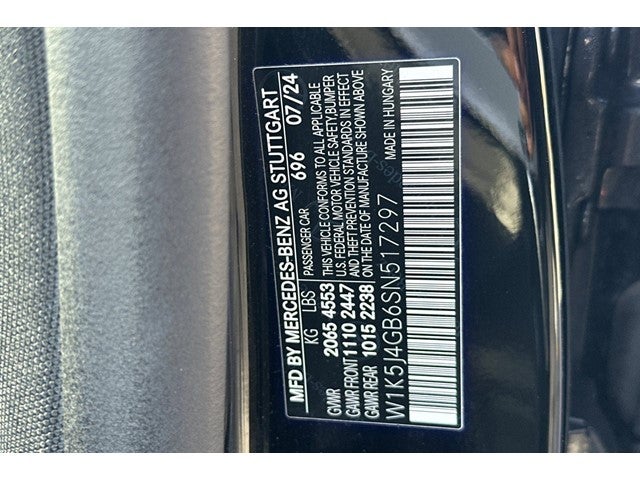 MFD BY MERCEDES-BENZ AG STUTTGART
696 07/24
KG LBS PASSENGER CAR
GVWR 2065 4553
GAWR FRONT 1110 2447
GAWR REAR 1015 2238
THIS VEHICLE CONFORMS TO ALL APPLICABLE
U.S. FEDERAL MOTOR VEHICLE SAFETY,BUMPER
AND THEFT PREVENTION STANDARDS IN EFFECT
ON THE DATE OF MANUFACTURE SHOWN ABOVE
W1K5J4GB6SN517297 MADE IN HUNGARY